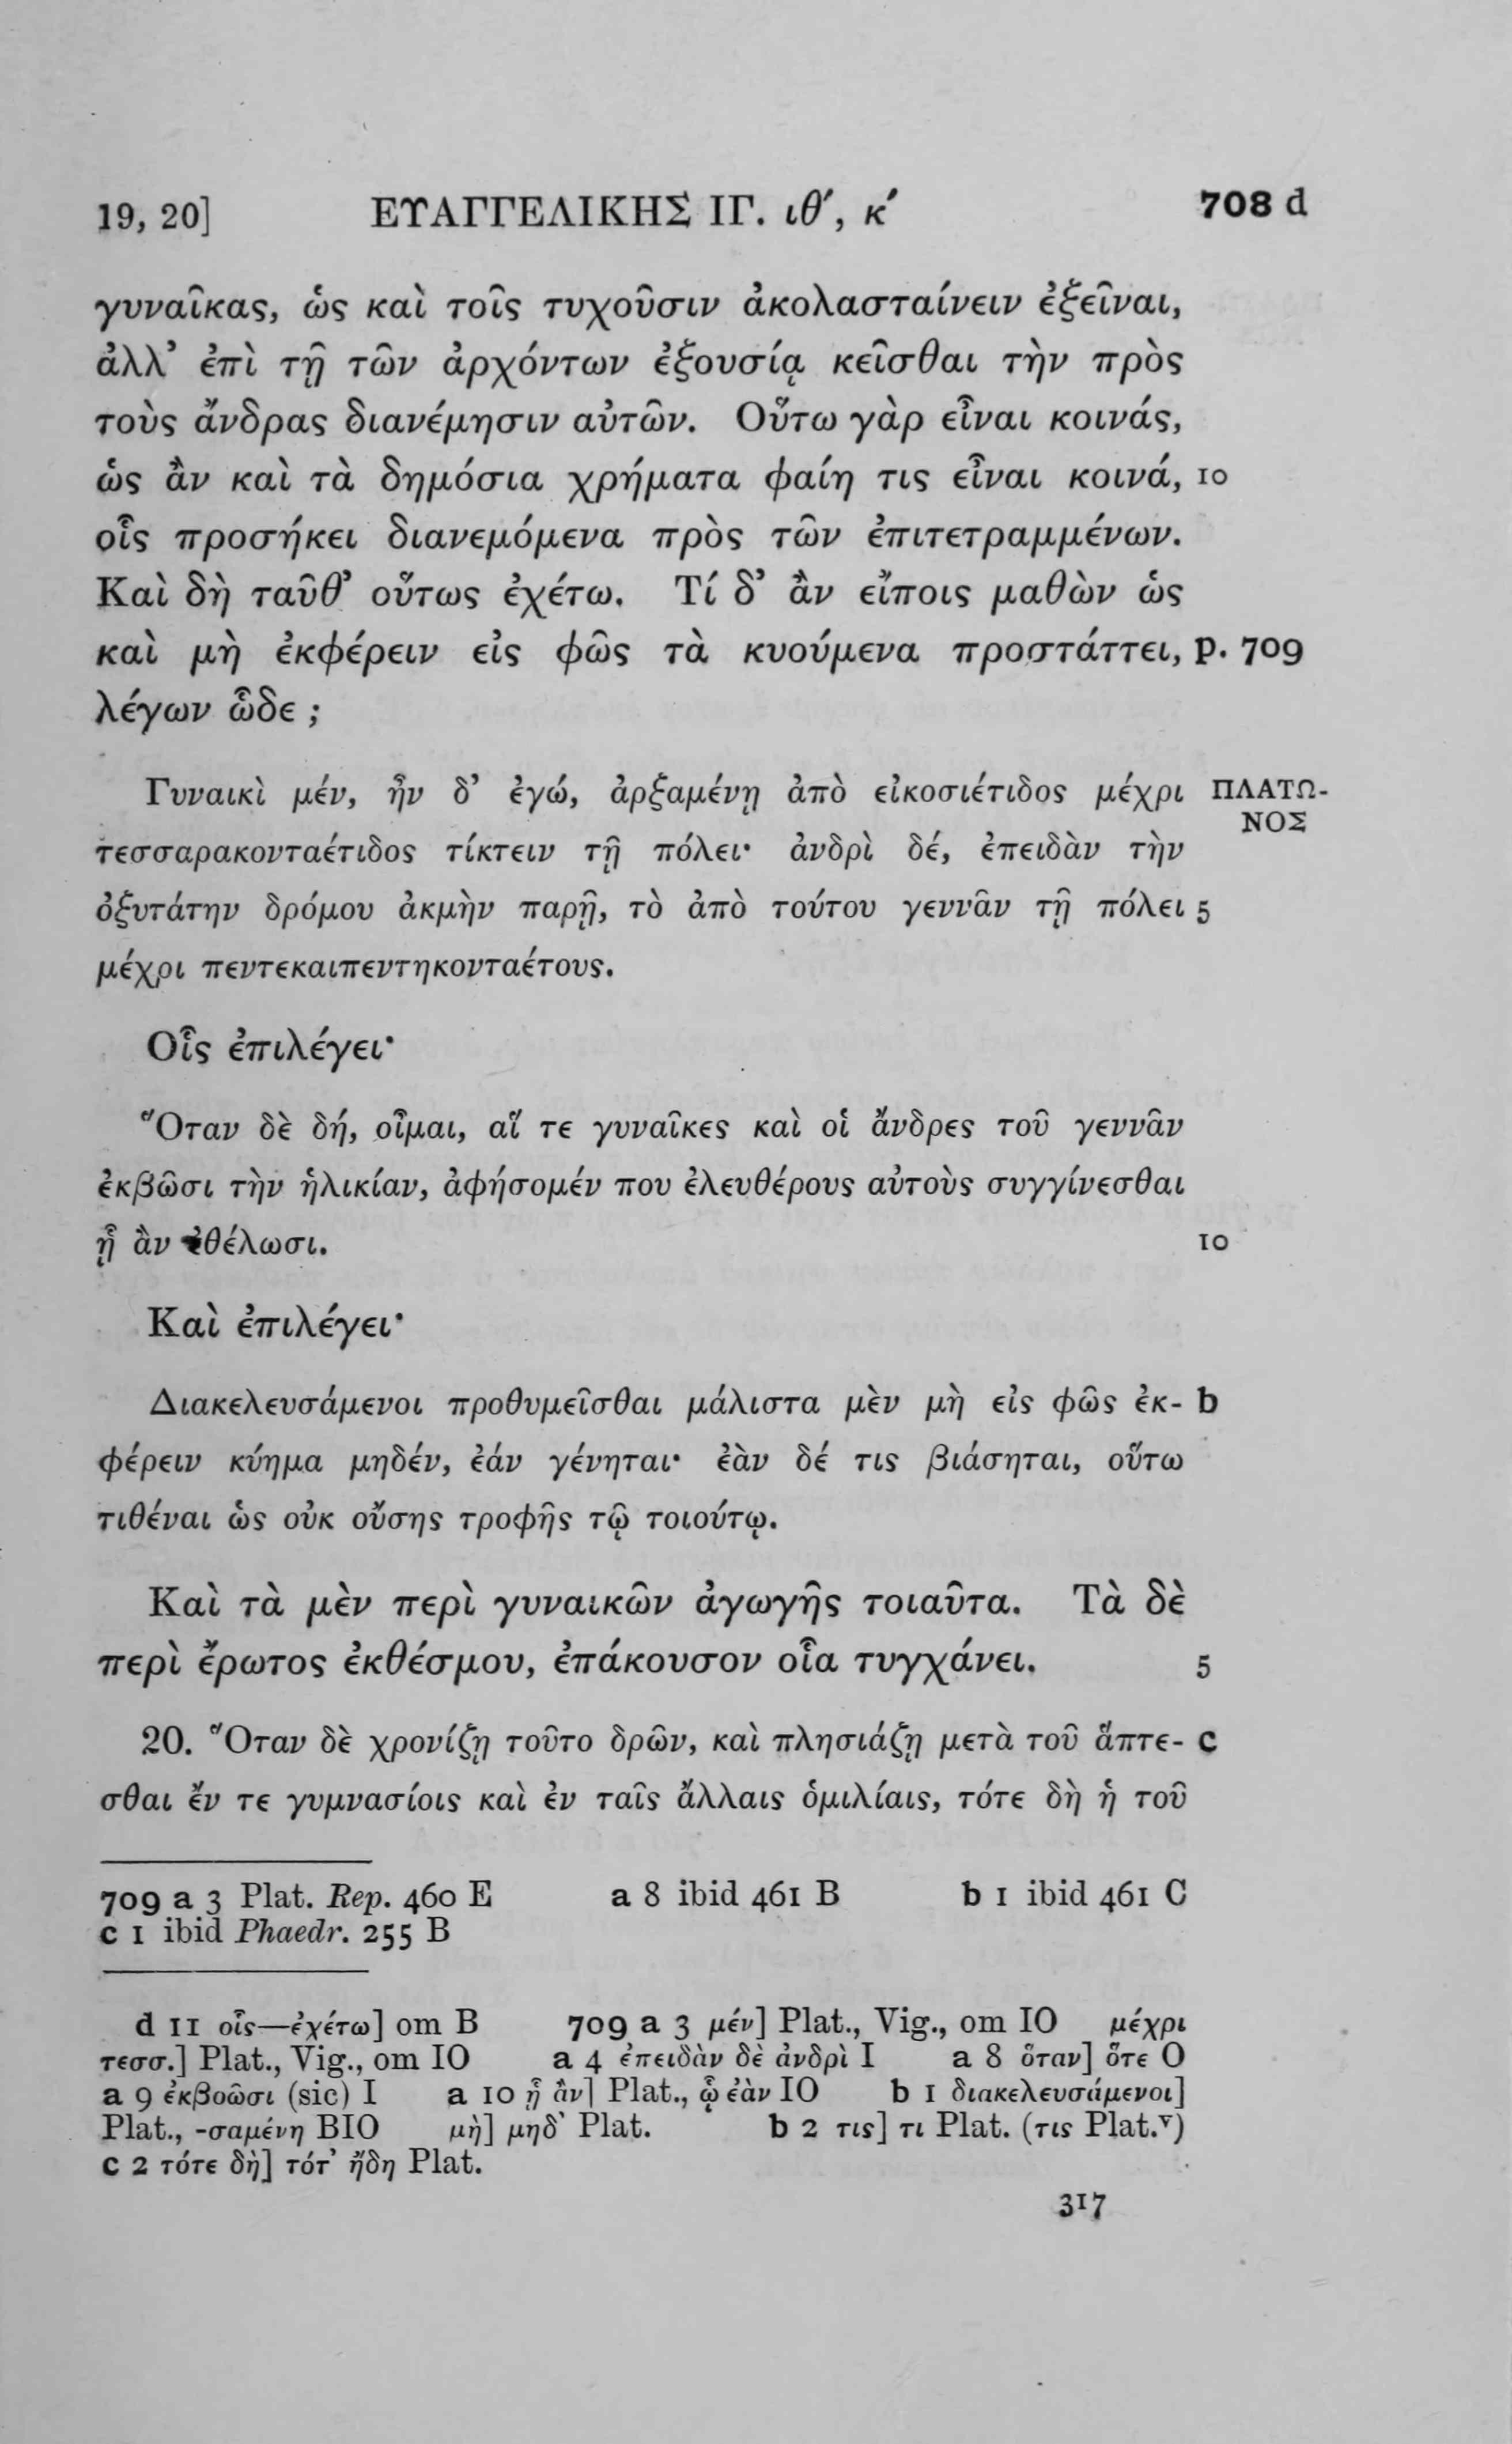 19, 20] ΕΥΑΓΓΕΛΙΚΗΣ ΙΓ. ιθ′, κ′ 708 d
γυναῖκας, ὡς καὶ τοῖς τυχοῦσιν ἀκολασταίνειν ἐξεῖναι,
ἀλλ’ ἐπὶ τῇ τῶν ἀρχόντων ἐξουσίᾳ κεῖσθαι τὴν πρὸς
τοὺς ἄνδρας διανέμησιν αὐτῶν. Οὕτω γὰρ εἶναι κοινάς,
ὡς ἂν καὶ τὰ δημόσια χρήματα φαίη τις εἶναι κοινά, 10
οἷς προσήκει διανεμόμενα πρὸς τῶν ἐπιτετραμμένων.
Καὶ δὴ ταῦθ’ οὕτως ἐχέτω. Τί δ’ ἂν εἴποις μαθὼν ὡς
καὶ μὴ ἐκφέρειν εἰς φῶς τὰ κυούμενα προστάττει, p. 709
λέγων ὧδε ;
Γυναικὶ μέν, ἦν δ’ ἐγώ, ἀρξαμένῃ ἀπὸ εἰκοσιέτιδος μέχρι ΠΛΑΤΩ-
ΝΟΣ
τεσσαρακονταέτιδος τίκτειν τῇ πόλει· ἀνδρὶ δέ, ἐπειδὰν τὴν
ὀξυτάτην δρόμου ἀκμὴν παρῇ, τὸ ἀπὸ τούτου γεννᾶν τῇ πόλει 5
μέχρι πεντεκαιπεντηκονταέτους.
Οἷς ἐπιλέγει·
Ὅταν δὲ δή, οἶμαι, αἵ τε γυναῖκες καὶ οἱ ἄνδρες τοῦ γεννᾶν
ἐκβῶσι τὴν ἡλικίαν, ἀφήσομέν που ἐλευθέρους αὐτοὺς συγγίνεσθαι
ᾗ ἂν ἐθέλωσι. 10
Καὶ ἐπιλέγει·
Διακελευσάμενοι προθυμεῖσθαι μάλιστα μὲν μὴ εἰς φῶς ἐκ- b
φέρειν κύημα μηδέν, ἐάν γένηται· ἐὰν δέ τις βιάσηται, οὕτω
τιθέναι ὡς οὐκ οὔσης τροφῆς τῷ τοιούτῳ.
Καὶ τὰ μὲν περὶ γυναικῶν ἀγωγῆς τοιαῦτα. Τὰ δὲ
περὶ ἔρωτος ἐκθέσμου, ἐπάκουσον οἷα τυγχάνει. 5
20. Ὅταν δὲ χρονίζῃ τοῦτο δρῶν, καὶ πλησιάζῃ μετὰ τοῦ ἅπτε- c
σθαι ἔν τε γυμνασίοις καὶ ἐν ταῖς ἄλλαις ὁμιλίαις, τότε δὴ ἡ τοῦ
709 a 3 Plat. Rep. 460 E a 8 ibid 461 B b 1 ibid 461 C
c 1 ibid Phaedr. 255 B
d 11 οἷς—ἐχέτω] om B 709 a 3 μέν] Plat., Vig., om IO μέχρι
τεσσ.] Plat., Vig., om IO a 4 ἐπειδὰν δὲ ἀνδρὶ I a 8 ὅταν] ὅτε O
a 9 ἐκβοῶσι (sic) I a 10 ᾗ ἂν] Plat., ᾧ ἐὰν IO b 1 διακελευσάμενοι]
Plat., -σαμένη BIO μὴ] μηδ’ Plat. b 2 τις] τι Plat. (τις Plat.ᵛ)
c 2 τότε δὴ] τότ’ ἤδη Plat.
317